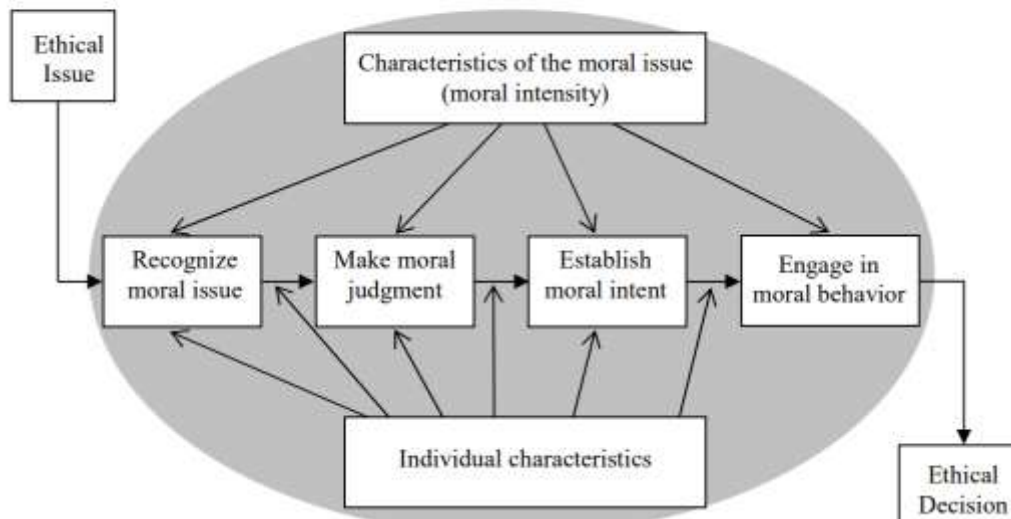 Ethical
Issue
Characteristics of the moral issue
(moral intensity)
Recognize
moral issue
Make moral
judgment
Establish
moral intent
Engage in
moral behavior
Individual characteristics
Ethical
Decision